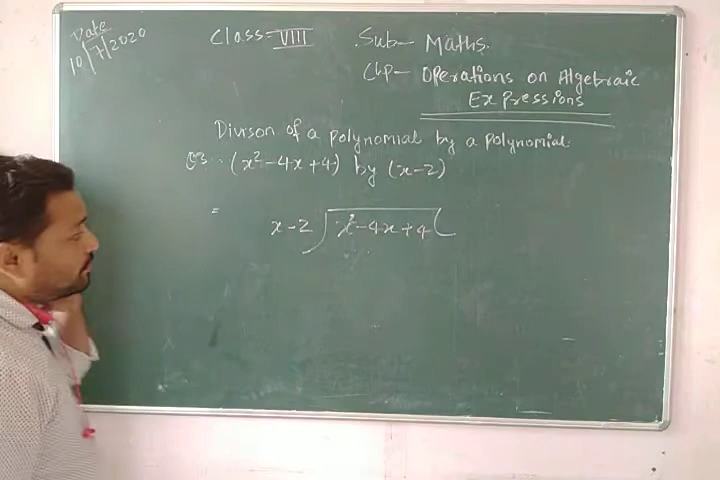 Date
10/7/2020
Class - VIII
Sub- Maths.
Chp- Operations on Algebraic
Expressions
Divison of a polynomial by a polynomial.
Q3. (x²-4x+4) by (x-2)
= x-2)x²-4x+4(